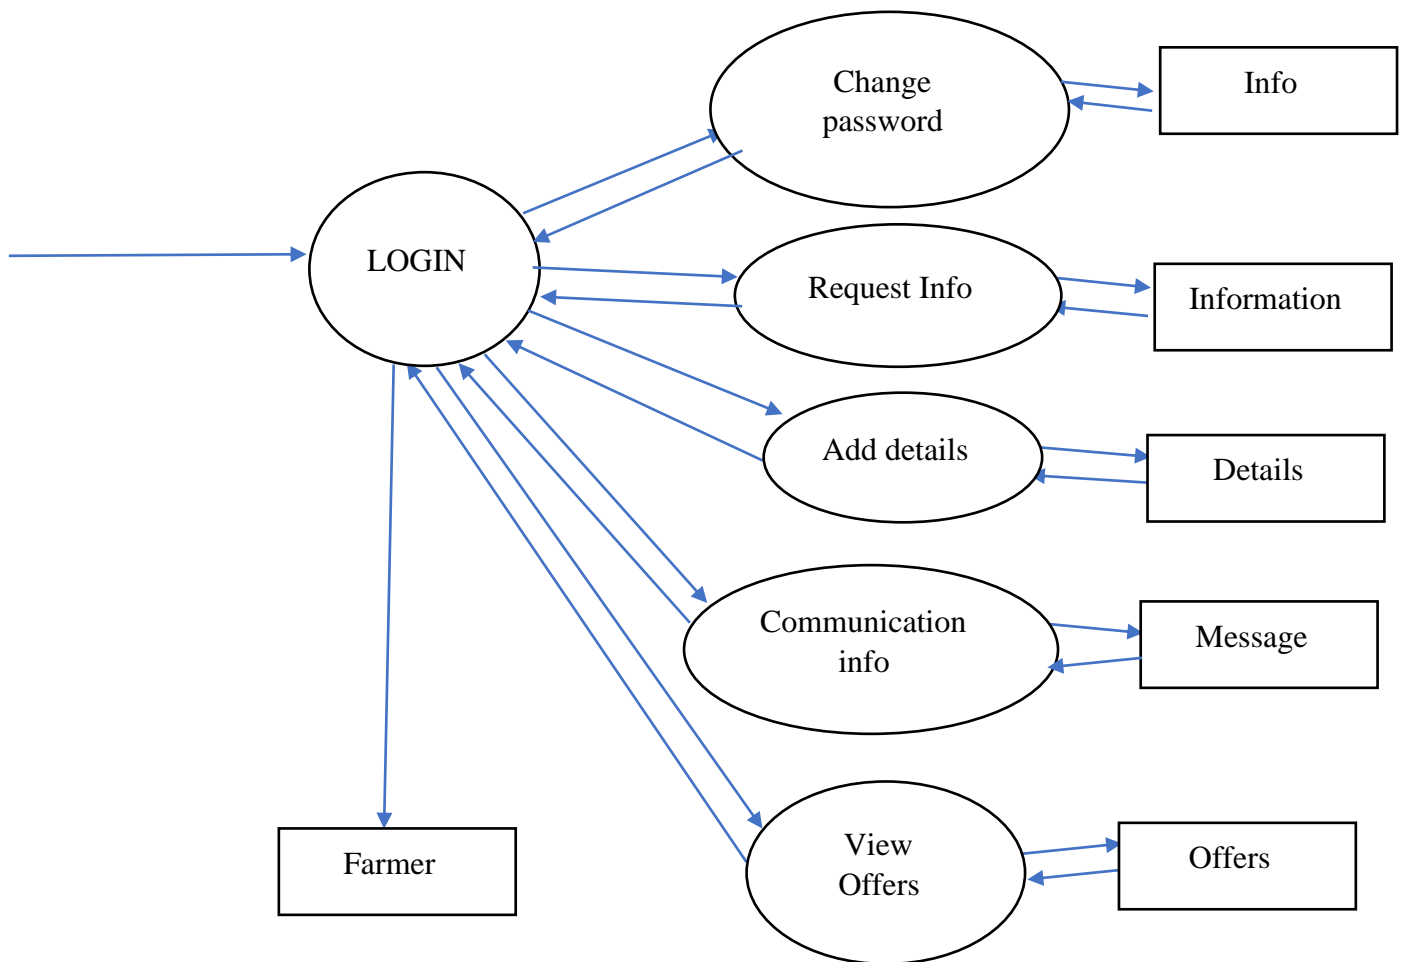 Change
password
Info
LOGIN
Request Info
Information
Add details
Details
Communication
info
Message
View
Offers
Offers
Farmer